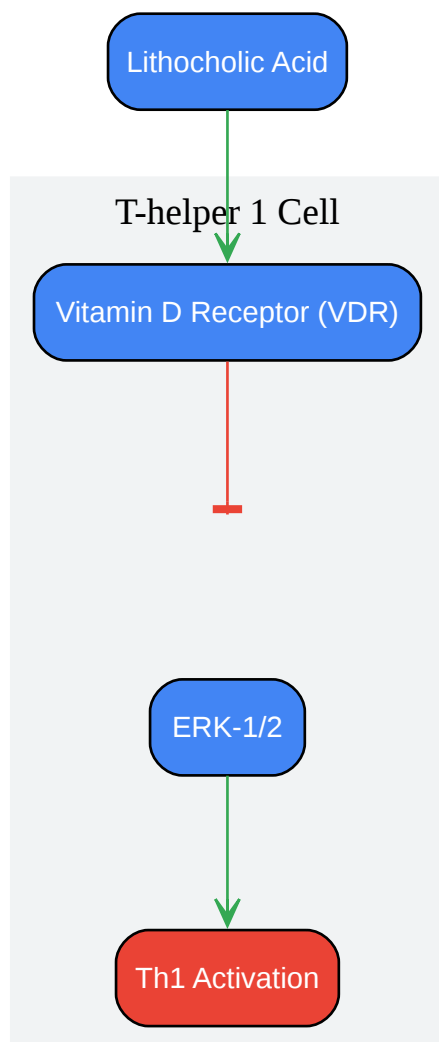 Lithocholic Acid
T-helper 1 Cell
Vitamin D Receptor (VDR)
ERK-1/2
Th1 Activation